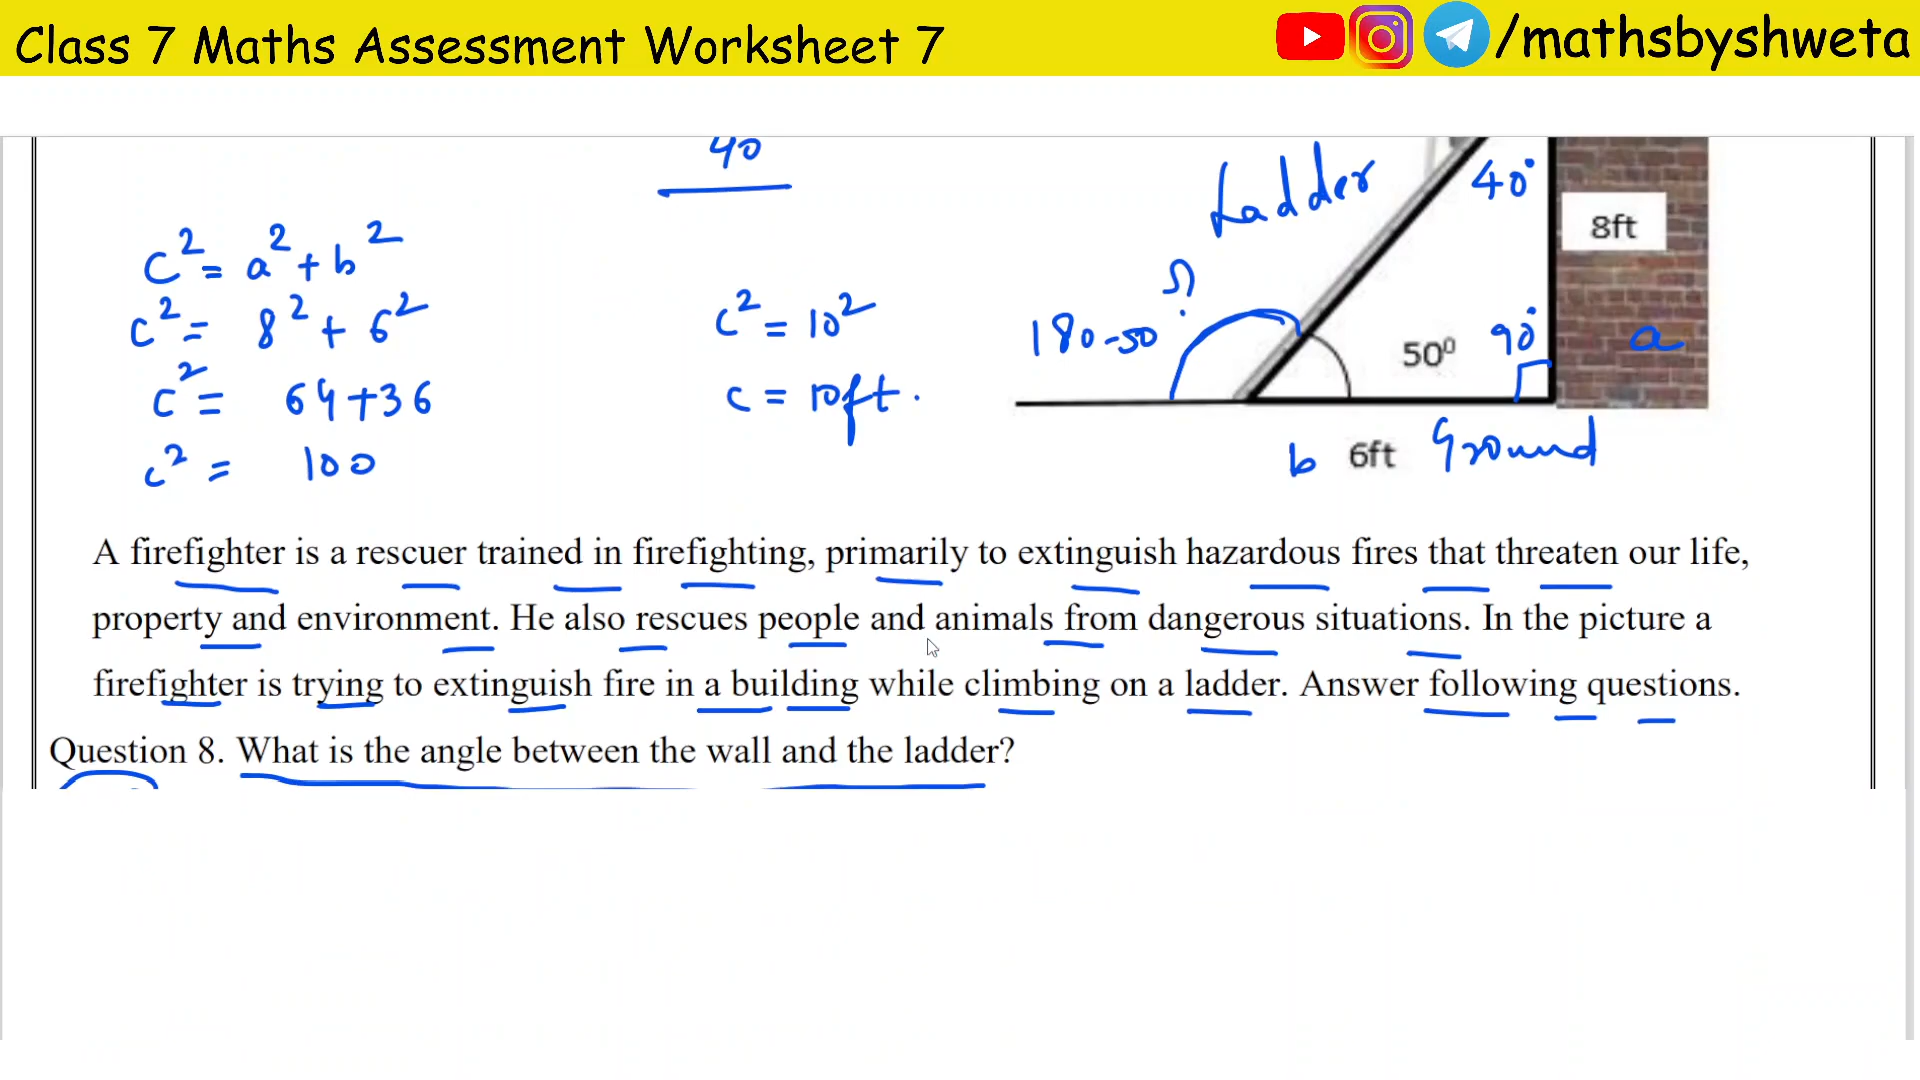 Class 7 Maths Assessment Worksheet 7
/mathsbyshweta
40
Ladder
40°
8ft
c² = a² + b²
c² = 8² + 6²
c² = 10²
180-50
?
50⁰
90°
a
c² = 64+36
c = 10ft.
c² = 100
b
6ft
Ground
A firefighter is a rescuer trained in firefighting, primarily to extinguish hazardous fires that threaten our life,
property and environment. He also rescues people and animals from dangerous situations. In the picture a
firefighter is trying to extinguish fire in a building while climbing on a ladder. Answer following questions.
Question 8. What is the angle between the wall and the ladder?